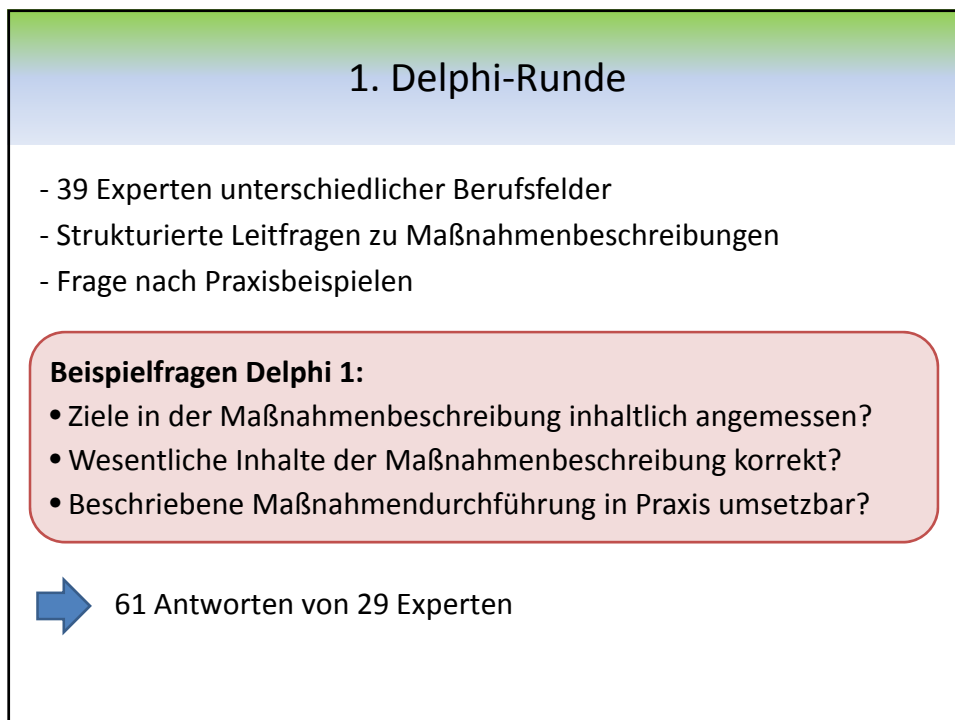 1. Delphi-Runde
- 39 Experten unterschiedlicher Berufsfelder
- Strukturierte Leitfragen zu Maßnahmenbeschreibungen
- Frage nach Praxisbeispielen
Beispielfragen Delphi 1:
• Ziele in der Maßnahmenbeschreibung inhaltlich angemessen?
• Wesentliche Inhalte der Maßnahmenbeschreibung korrekt?
• Beschriebene Maßnahmendurchführung in Praxis umsetzbar?
61 Antworten von 29 Experten